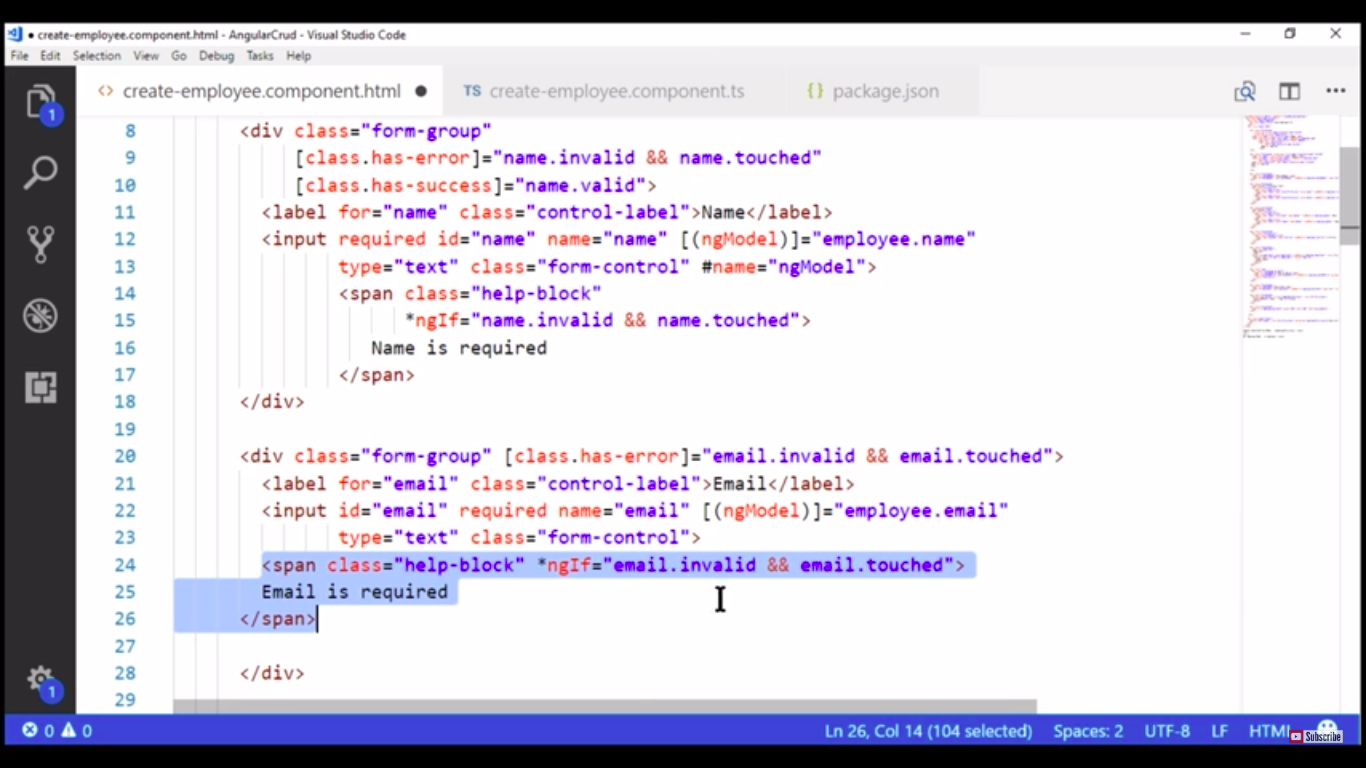 ● create-employee.component.html - AngularCrud - Visual Studio Code
File Edit Selection View Go Debug Tasks Help
1
<> create-employee.component.html ●
TS create-employee.component.ts
{} package.json
8 <div class="form-group"
9 [class.has-error]="name.invalid && name.touched"
10 [class.has-success]="name.valid">
11 <label for="name" class="control-label">Name</label>
12 <input required id="name" name="name" [(ngModel)]="employee.name"
13 type="text" class="form-control" #name="ngModel">
14 <span class="help-block"
15 *ngIf="name.invalid && name.touched">
16 Name is required
17 </span>
18 </div>
19
20 <div class="form-group" [class.has-error]="email.invalid && email.touched">
21 <label for="email" class="control-label">Email</label>
22 <input id="email" required name="email" [(ngModel)]="employee.email"
23 type="text" class="form-control">
24 <span class="help-block" *ngIf="email.invalid && email.touched">
25 Email is required
26 </span>
27
28 </div>
29
1
0 0 Ln 26, Col 14 (104 selected) Spaces: 2 UTF-8 LF HTML
Subscribe